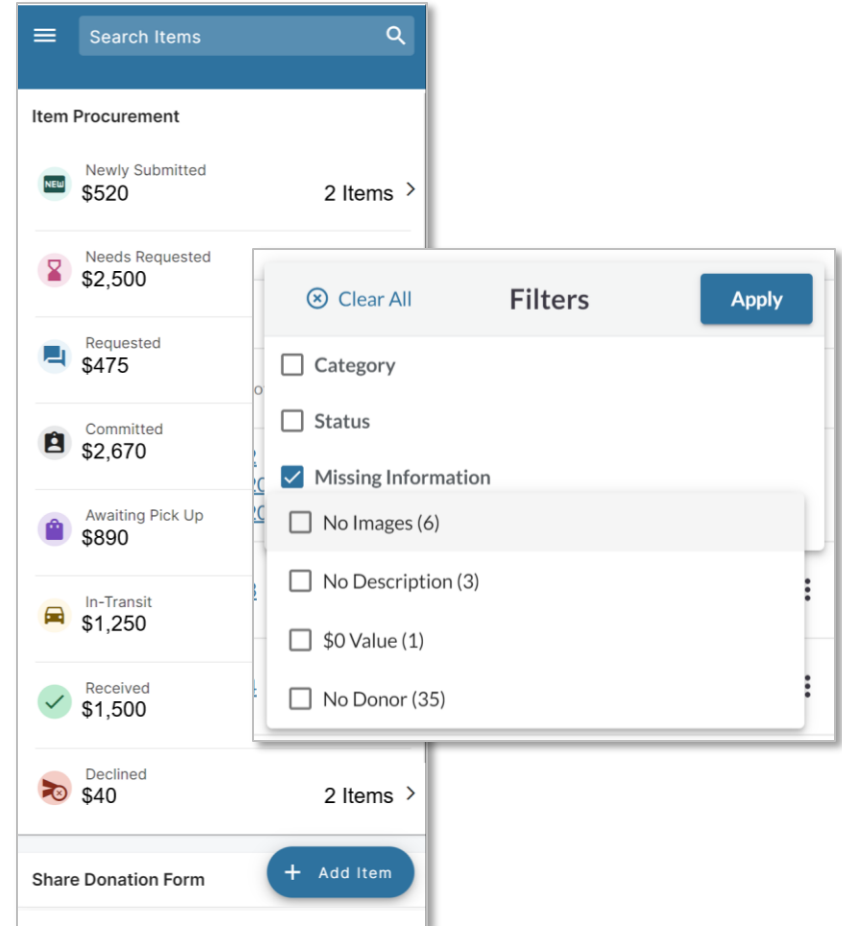 Search Items
Item Procurement
NEW
Newly Submitted
$520
2 Items
Needs Requested
$2,500
Requested
$475
Committed
$2,670
Awaiting Pick Up
$890
In-Transit
$1,250
Received
$1,500
Declined
$40
2 Items
Share Donation Form
+ Add Item
Clear All
Filters
Apply
Category
Status
Missing Information
No Images (6)
No Description (3)
$0 Value (1)
No Donor (35)